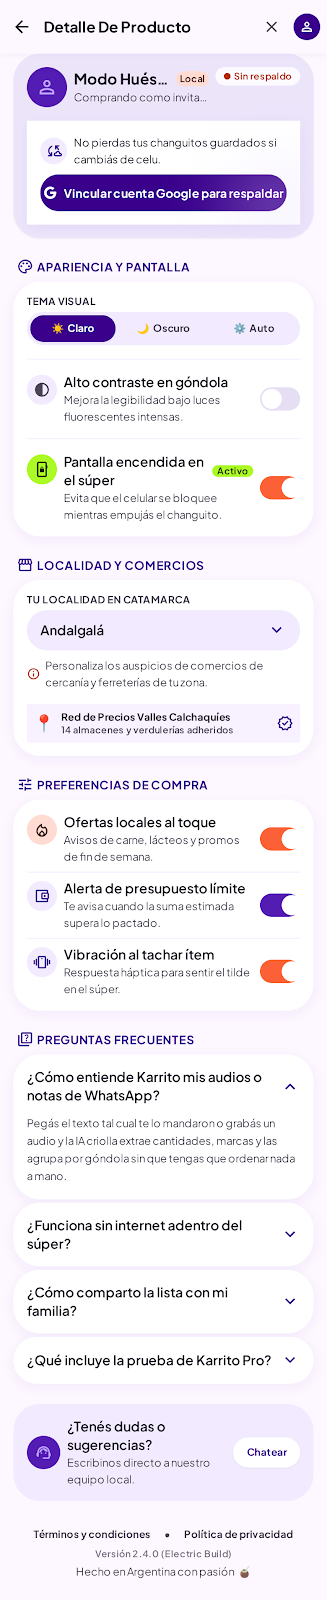 Detalle De Producto
Modo Hués...
Local
Sin respaldo
Comprando como invita...
No pierdas tus changuitos guardados si
cambiás de celu.
Vincular cuenta Google para respaldar
APARIENCIA Y PANTALLA
TEMA VISUAL
☀️ Claro
🌙 Oscuro
⚙️ Auto
Alto contraste en góndola
Mejora la legibilidad bajo luces
fluorescentes intensas.
Pantalla encendida en
el súper
Activo
Evita que el celular se bloquee
mientras empujás el changuito.
LOCALIDAD Y COMERCIOS
TU LOCALIDAD EN CATAMARCA
Andalgalá
Personaliza los auspicios de comercios de
cercanía y ferreterías de tu zona.
📍 Red de Precios Valles Calchaquíes
14 almacenes y verdulerías adheridos
PREFERENCIAS DE COMPRA
Ofertas locales al toque
Avisos de carne, lácteos y promos
de fin de semana.
Alerta de presupuesto límite
Te avisa cuando la suma estimada
supera lo pactado.
Vibración al tachar ítem
Respuesta háptica para sentir el tilde
en el súper.
PREGUNTAS FRECUENTES
¿Cómo entiende Karrito mis audios o
notas de WhatsApp?
Pegás el texto tal cual te lo mandaron o grabás un
audio y la IA criolla extrae cantidades, marcas y las
agrupa por góndola sin que tengas que ordenar nada
a mano.
¿Funciona sin internet adentro del
súper?
¿Cómo comparto la lista con mi
familia?
¿Qué incluye la prueba de Karrito Pro?
¿Tenés dudas o
sugerencias?
Escribinos directo a nuestro
equipo local.
Chatear
Términos y condiciones • Política de privacidad
Versión 2.4.0 (Electric Build)
Hecho en Argentina con pasión 🧉